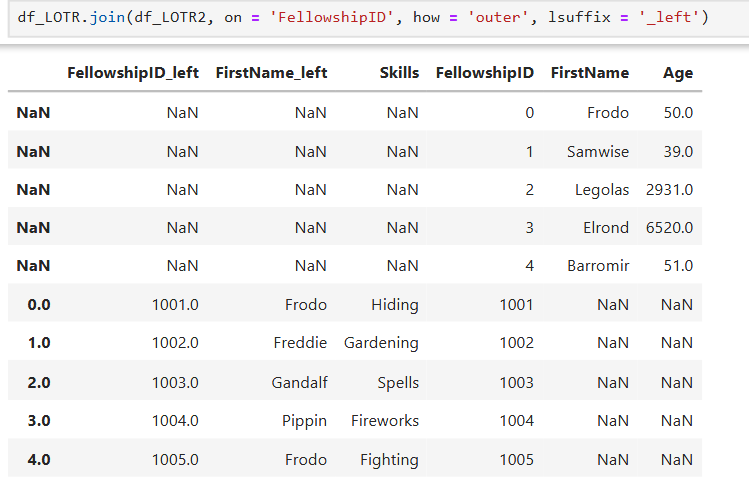 df_LOTR.join(df_LOTR2, on = 'FellowshipID', how = 'outer', lsuffix = '_left')
FellowshipID_left FirstName_left Skills FellowshipID FirstName Age
NaN NaN NaN NaN 0 Frodo 50.0
NaN NaN NaN NaN 1 Samwise 39.0
NaN NaN NaN NaN 2 Legolas 2931.0
NaN NaN NaN NaN 3 Elrond 6520.0
NaN NaN NaN NaN 4 Barromir 51.0
0.0 1001.0 Frodo Hiding 1001 NaN NaN
1.0 1002.0 Freddie Gardening 1002 NaN NaN
2.0 1003.0 Gandalf Spells 1003 NaN NaN
3.0 1004.0 Pippin Fireworks 1004 NaN NaN
4.0 1005.0 Frodo Fighting 1005 NaN NaN